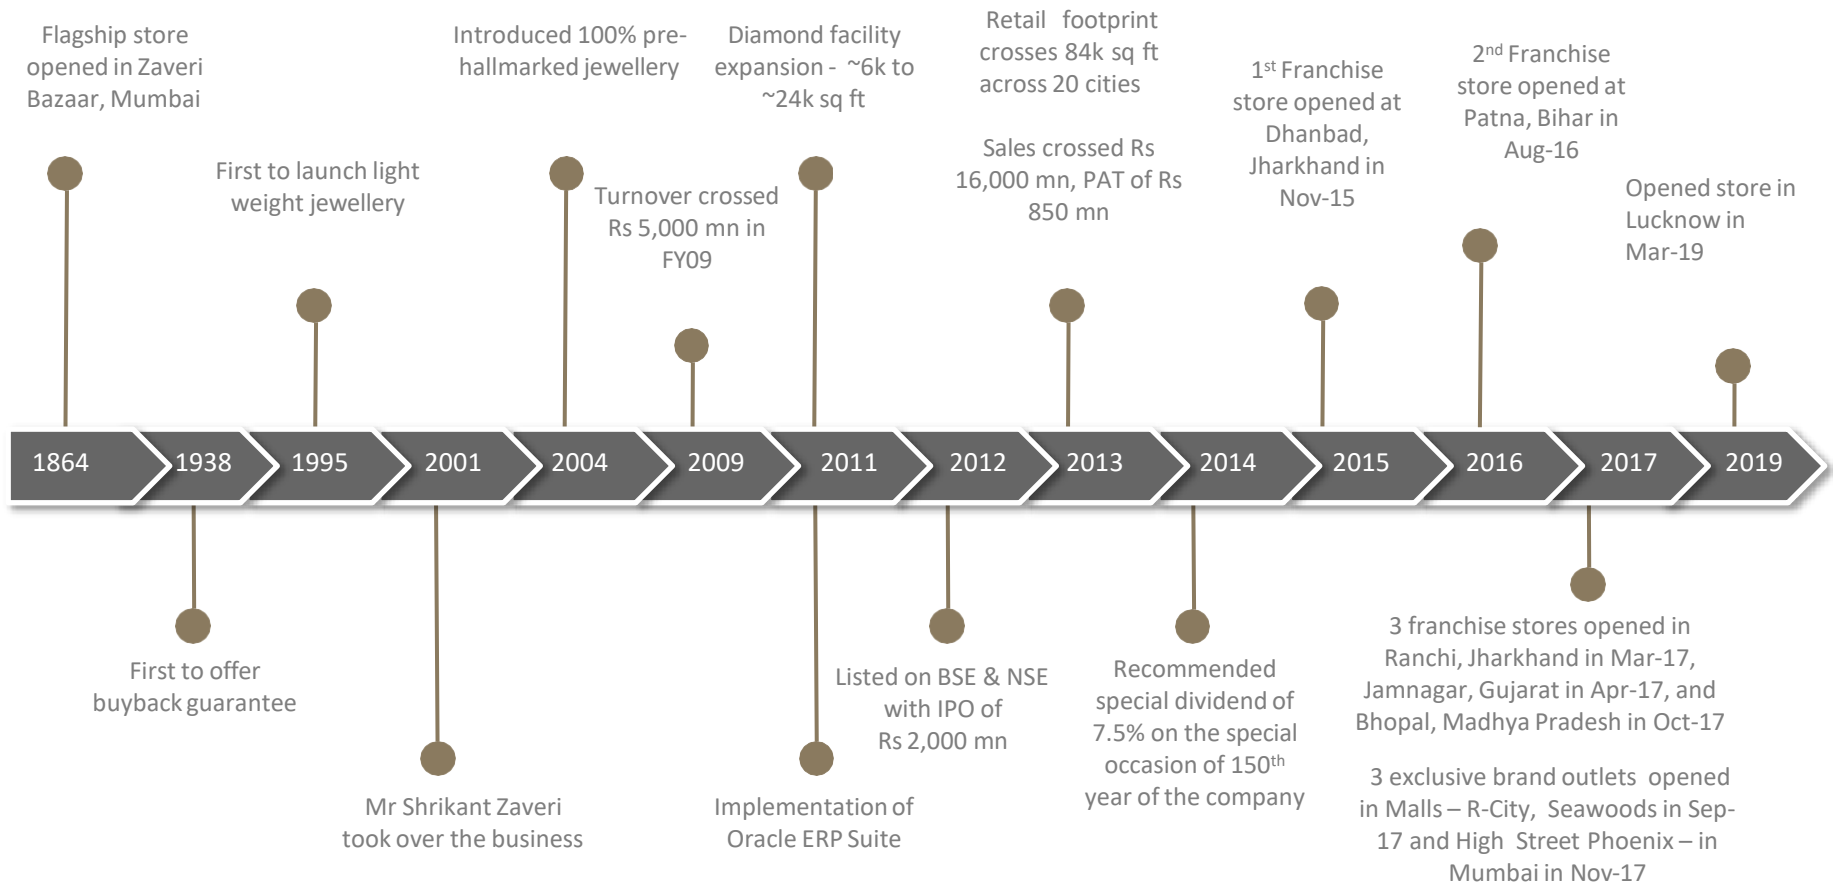 Flagship store
opened in Zaveri
Bazaar, Mumbai
First to launch light
weight jewellery
Introduced 100% pre-
hallmarked jewellery
Turnover crossed
Rs 5,000 mn in
FY09
Diamond facility
expansion - ~6k to
~24k sq ft
Retail footprint
crosses 84k sq ft
across 20 cities
Sales crossed Rs
16,000 mn, PAT of Rs
850 mn
1st Franchise
store opened at
Dhanbad,
Jharkhand in
Nov-15
2nd Franchise
store opened at
Patna, Bihar in
Aug-16
Opened store in
Lucknow in
Mar-19
1864 1938 1995 2001 2004 2009 2011 2012 2013 2014 2015 2016 2017 2019
First to offer
buyback guarantee
Mr Shrikant Zaveri
took over the business
Implementation of
Oracle ERP Suite
Listed on BSE & NSE
with IPO of
Rs 2,000 mn
Recommended
special dividend of
7.5% on the special
occasion of 150th
year of the company
3 franchise stores opened in
Ranchi, Jharkhand in Mar-17,
Jamnagar, Gujarat in Apr-17, and
Bhopal, Madhya Pradesh in Oct-17
3 exclusive brand outlets opened
in Malls – R-City, Seawoods in Sep-
17 and High Street Phoenix – in
Mumbai in Nov-17